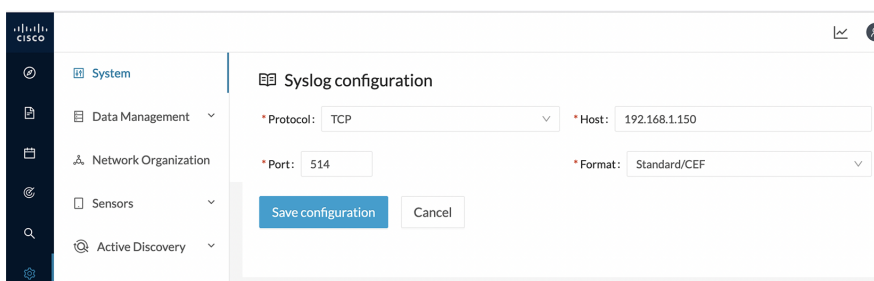 CISCO
System
Syslog configuration
* Protocol: TCP
* Host: 192.168.1.150
Data Management
Network Organization
* Port: 514
* Format: Standard/CEF
Sensors
Save configuration
Cancel
Active Discovery